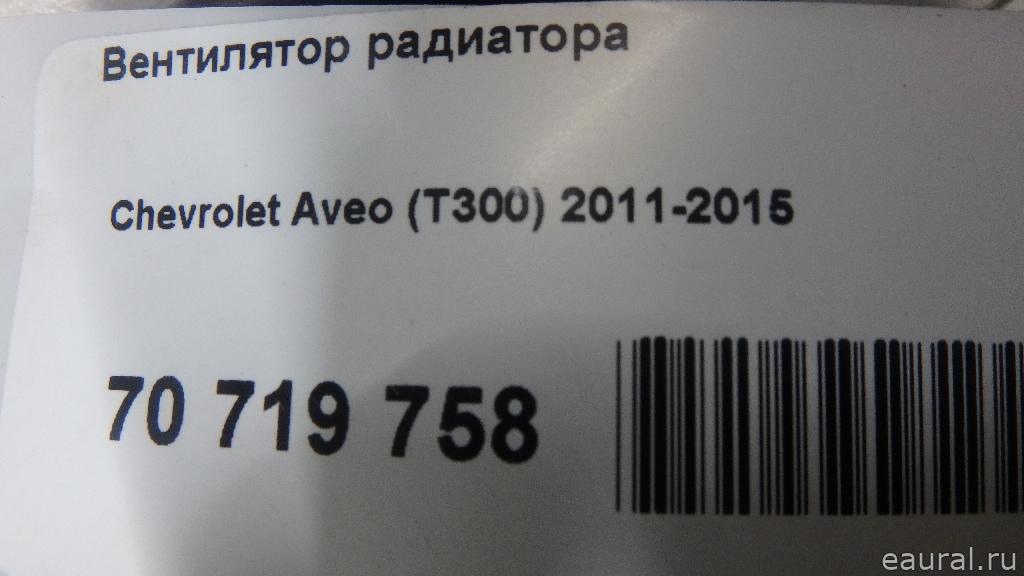 Вентилятор радиатора
Chevrolet Aveo (T300) 2011-2015
70 719 758
eaural.ru